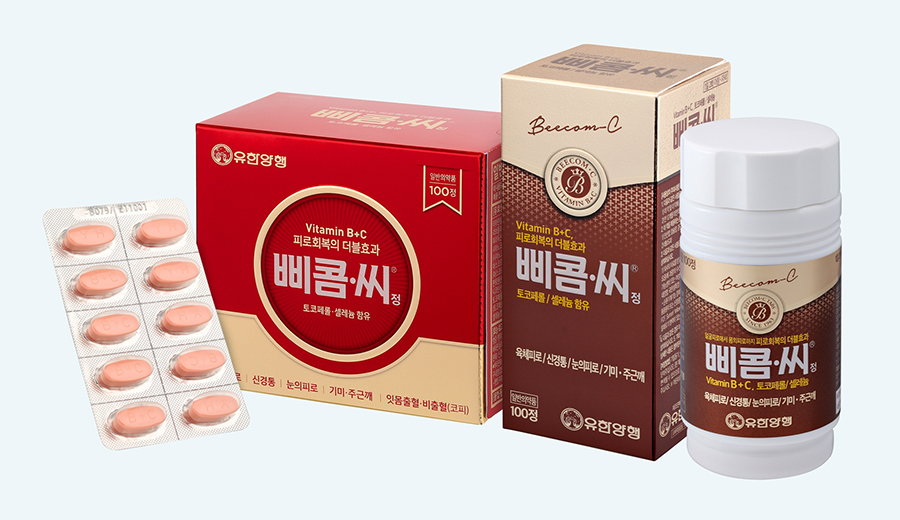 유한양행
일반의약품
100정
Vitamin B+C
피로회복의 더블효과
삐콤·씨® 정
토코페롤·셀레늄 함유
신경통 | 눈의피로 | 기미·주근깨 | 잇몸출혈·비출혈(코피)
Beecom-C
BEECOM-C
B
VITAMIN B+C
Vitamin B+C,
피로회복의 더블효과
삐콤·씨® 정
토코페롤/셀레늄 함유
육체피로/신경통/눈의피로/기미·주근깨
일반의약품
100정
유한양행
Beecom-C
B
피로회복의 더블효과
삐콤·씨® 정
Vitamin B+C, 토코페롤/셀레늄
육체피로/신경통/눈의피로/기미·주근깨
유한양행